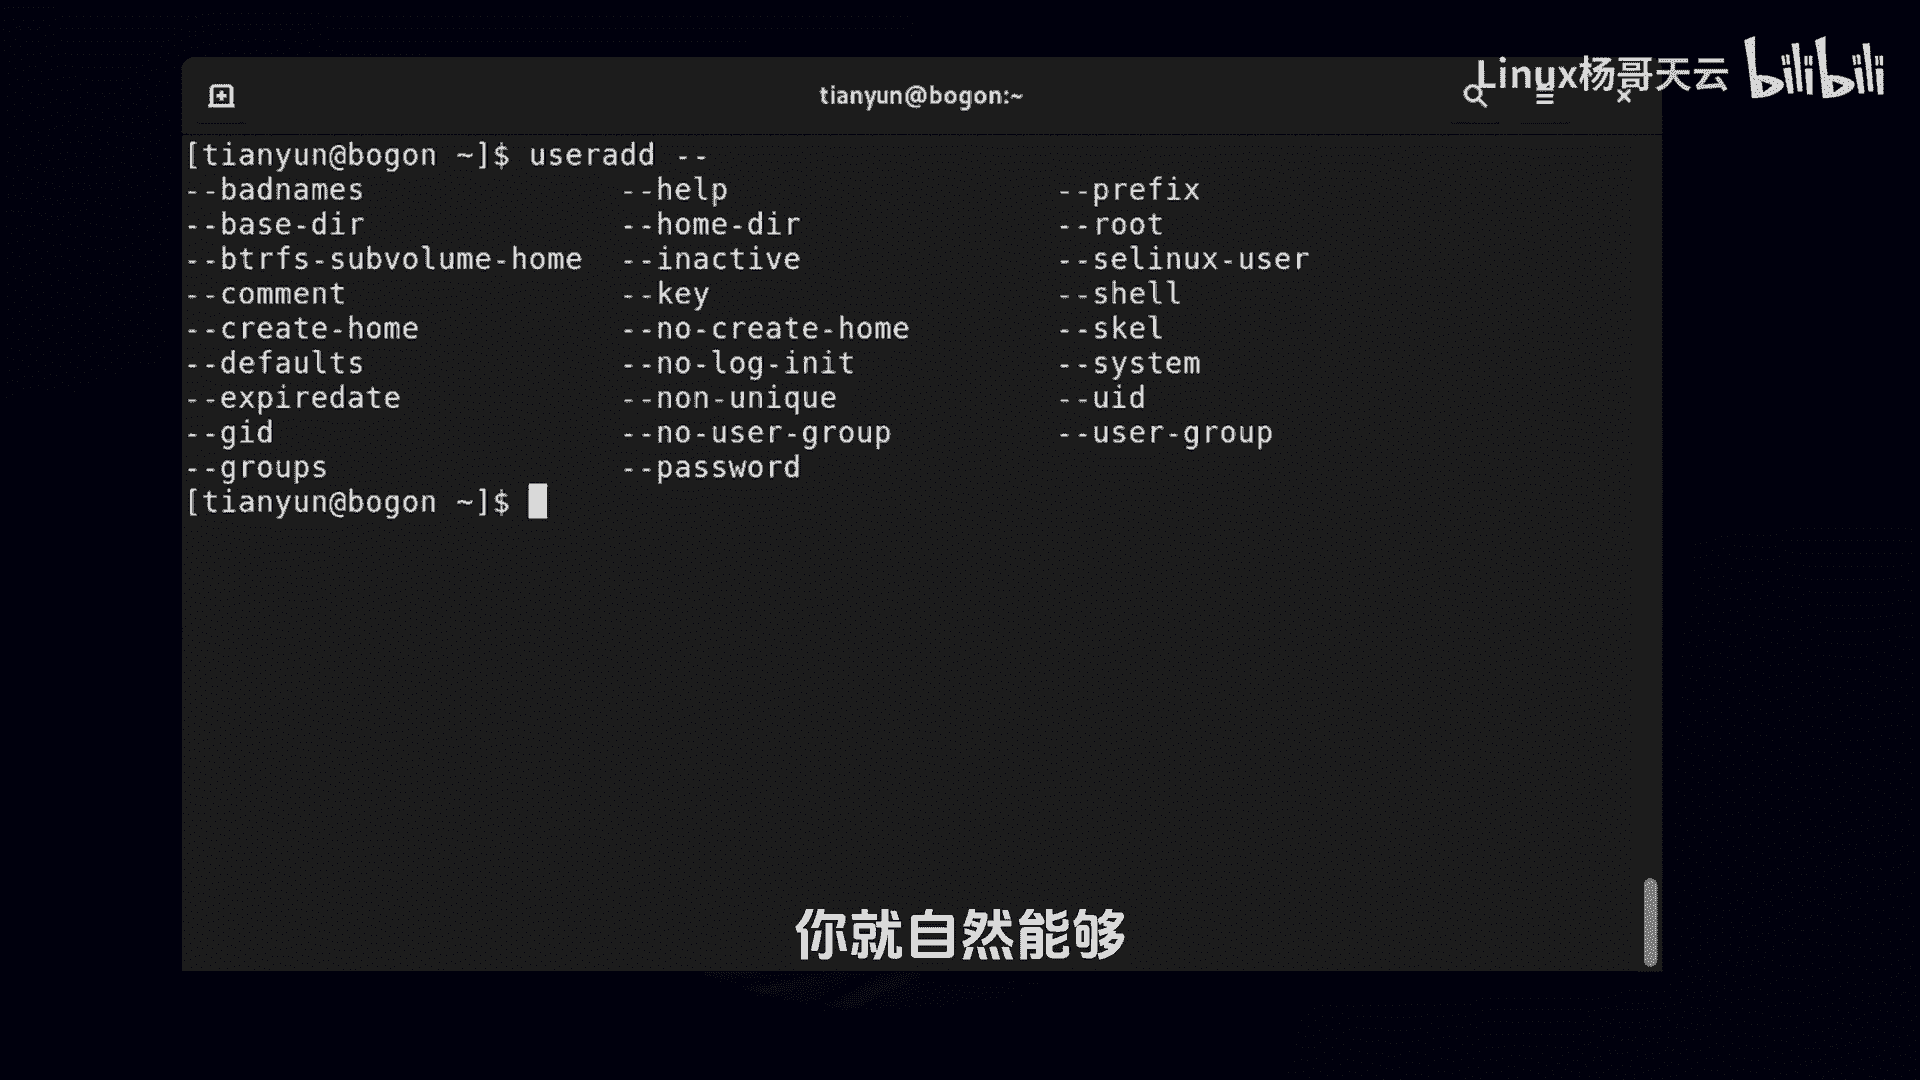 Linux杨哥天云 bilibili
tianyun@bogon:~
[tianyun@bogon ~]$ useradd --
--badnames --help --prefix
--base-dir --home-dir --root
--btrfs-subvolume-home --inactive --selinux-user
--comment --key --shell
--create-home --no-create-home --skel
--defaults --no-log-init --system
--expiredate --non-unique --uid
--gid --no-user-group --user-group
--groups --password
[tianyun@bogon ~]$
你就自然能够